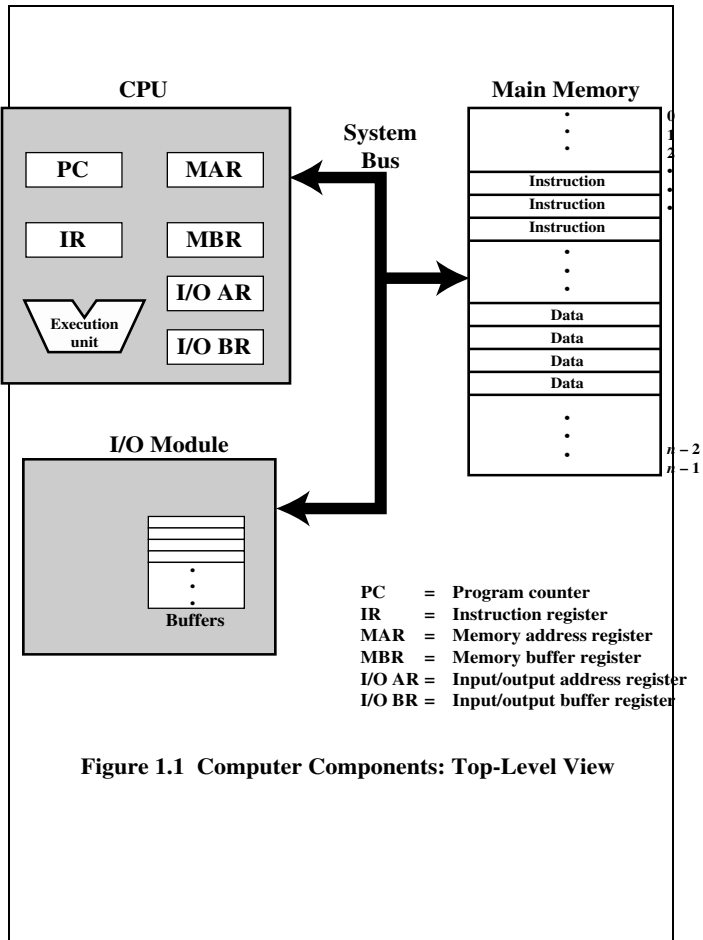 CPU
Main Memory
System
Bus
PC
MAR
IR
MBR
I/O AR
I/O BR
Execution
unit
0
1
2
Instruction
Instruction
Instruction
Data
Data
Data
Data
n – 2
n – 1
I/O Module
Buffers
PC = Program counter
IR = Instruction register
MAR = Memory address register
MBR = Memory buffer register
I/O AR = Input/output address register
I/O BR = Input/output buffer register
Figure 1.1 Computer Components: Top-Level View